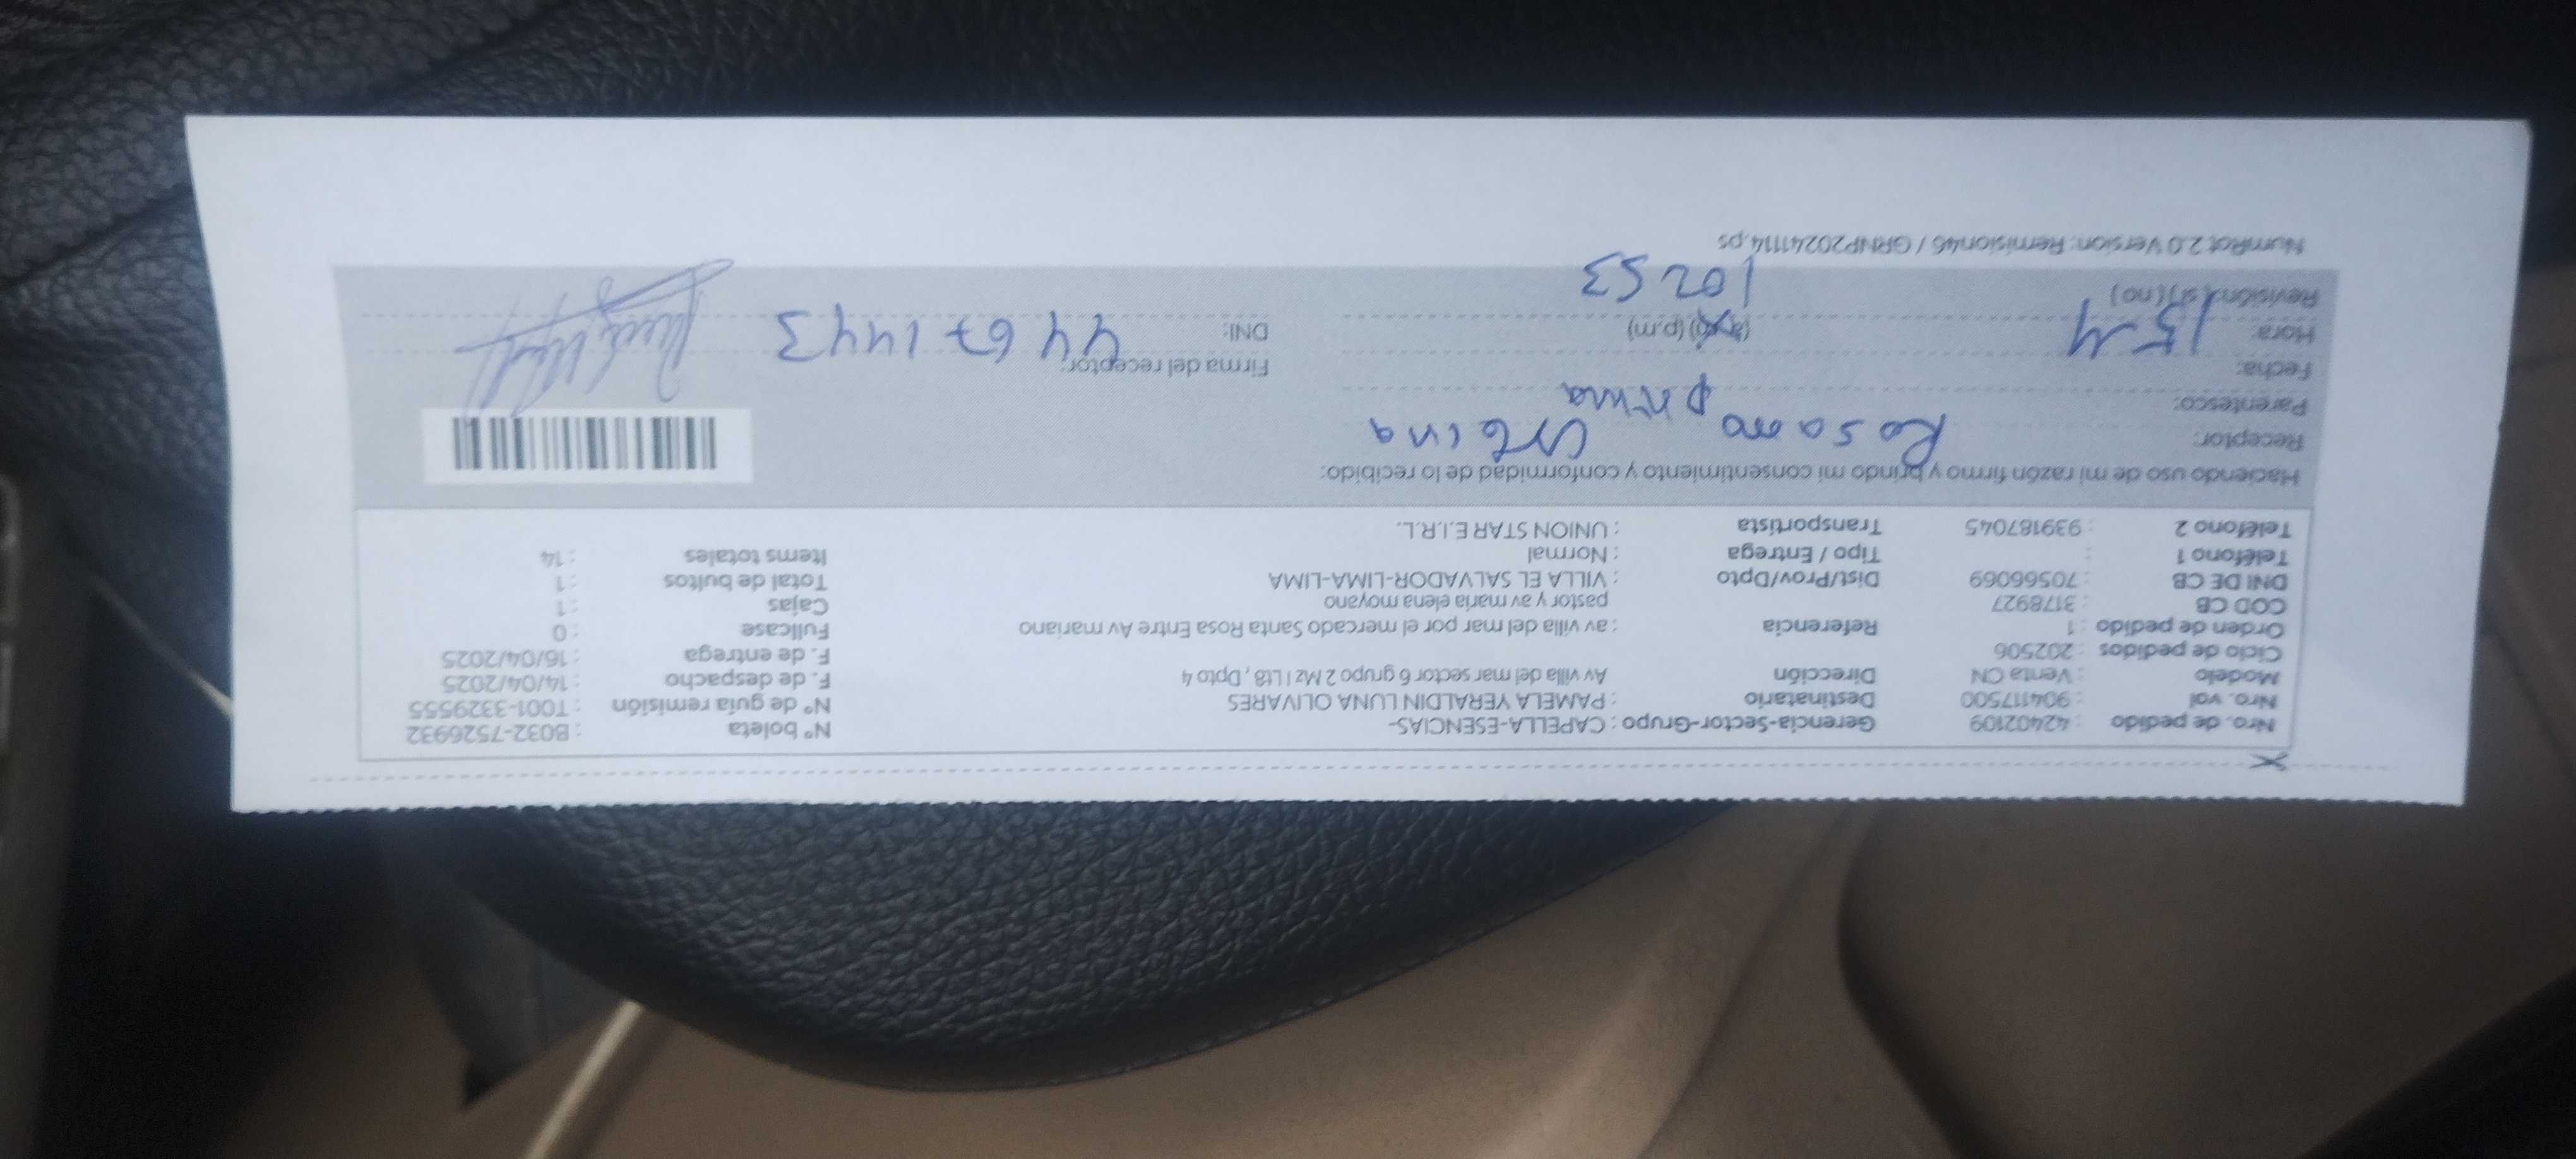 Nro. de pedido : 42402109 Gerencia-Sector-Grupo : CAPELLA-ESENCIAS- N° boleta : B032-7526932
Nro. val : 904117500 Destinatario : PAMELA YERALDIN LUNA OLIVARES N° de guía remisión : T001-3329555
Modelo : Venta CN Dirección Av villa del mar sector 6 grupo 2 Mz I Lt8 , Dpto 4 F. de despacho : 14/04/2025
Ciclo de pedidos : 202506 F. de entrega : 16/04/2025
Orden de pedido : 1 Referencia : av villa del mar por el mercado Santa Rosa Entre Av mariano Fullcase : 0
COD CB : 3178927 pastor y av maria elena moyano Cajas : 1
DNI DE CB : 70566069 Dist/Prov/Dpto : VILLA EL SALVADOR-LIMA-LIMA Total de bultos : 1
Teléfono 1 : Tipo / Entrega : Normal Items totales : 14
Teléfono 2 : 939187045 Transportista : UNION STAR E.I.R.L.
Haciendo uso de mi razón firmo y brindo mi consentimiento y conformidad de lo recibido:
Receptor:
Parentesco: prima
Fecha: Firma del receptor:
Hora: 15 (a.m) (p.m) DNI: 44671443
Revisión: (si) (no) 10253
NumRot 2.0 Version: Remision46 / GRNP20241114.ps